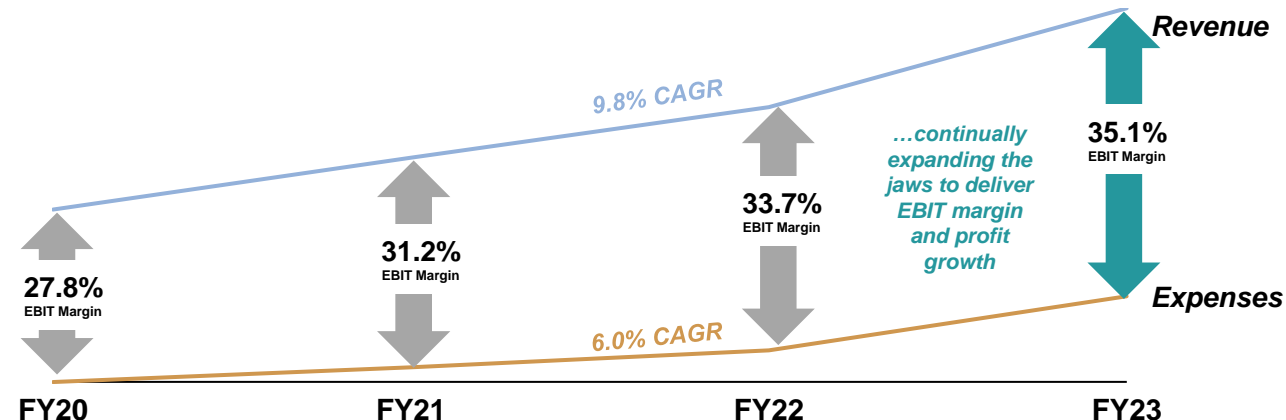 Revenue
9.8% CAGR
…continually
expanding the
jaws to deliver
EBIT margin
and profit
growth
35.1%
EBIT Margin
33.7%
EBIT Margin
31.2%
EBIT Margin
27.8%
EBIT Margin
Expenses
6.0% CAGR
FY20
FY21
FY22
FY23